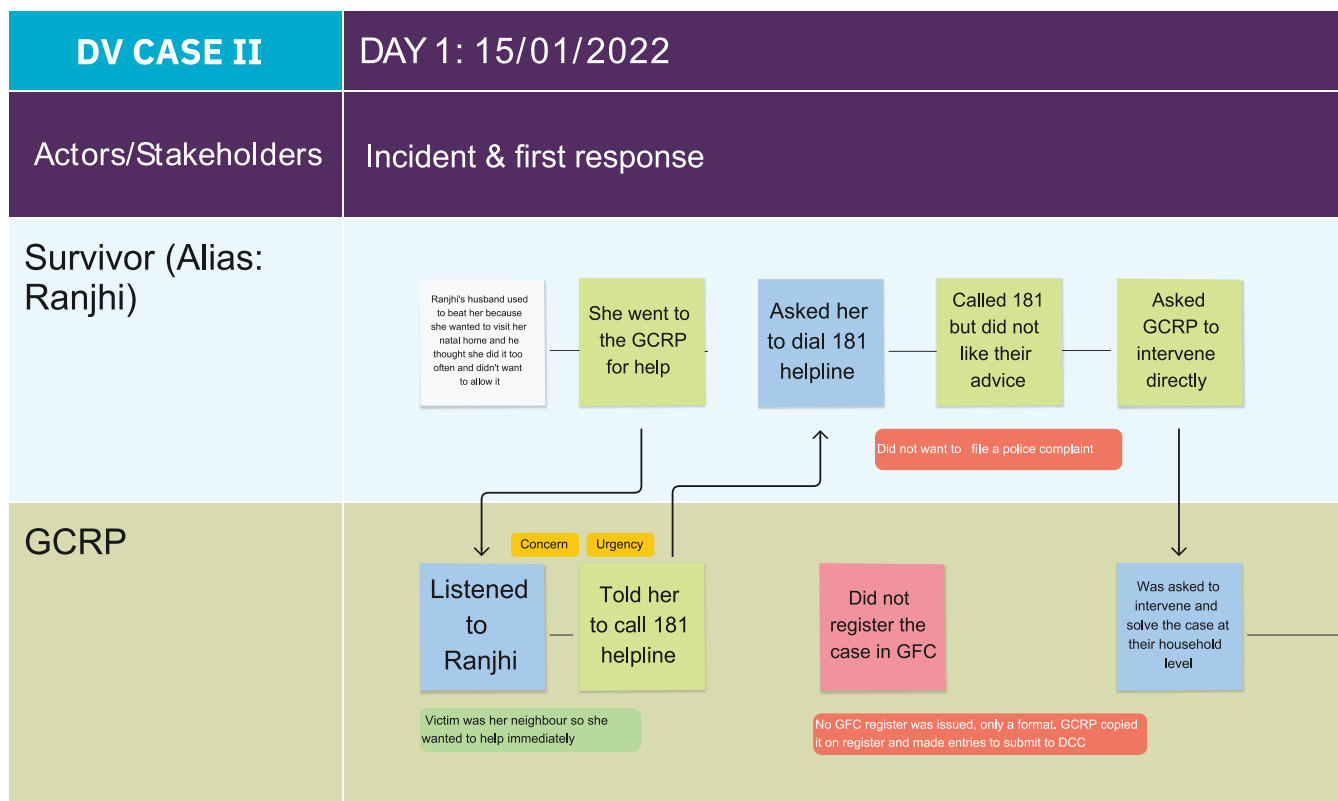 DV CASE II
DAY 1: 15/01/2022
Actors/Stakeholders
Incident & first response
Survivor (Alias:
Ranjhi)
Ranjhi's husband used
to beat her because
she wanted to visit her
natal home and he
thought she did it too
often and didn't want
to allow it
She went to
the GCRP
for help
Asked her
to dial 181
helpline
Called 181
but did not
like their
advice
Asked
GCRP to
intervene
directly
Did not want to file a police complaint
GCRP
Concern
Urgency
Listened
to
Ranjhi
Told her
to call 181
helpline
Did not
register the
case in GFC
Was asked to
intervene and
solve the case at
their household
level
Victim was her neighbour so she
wanted to help immediately
No GFC register was issued, only a format. GCRP copied
it on register and made entries to submit to DCC